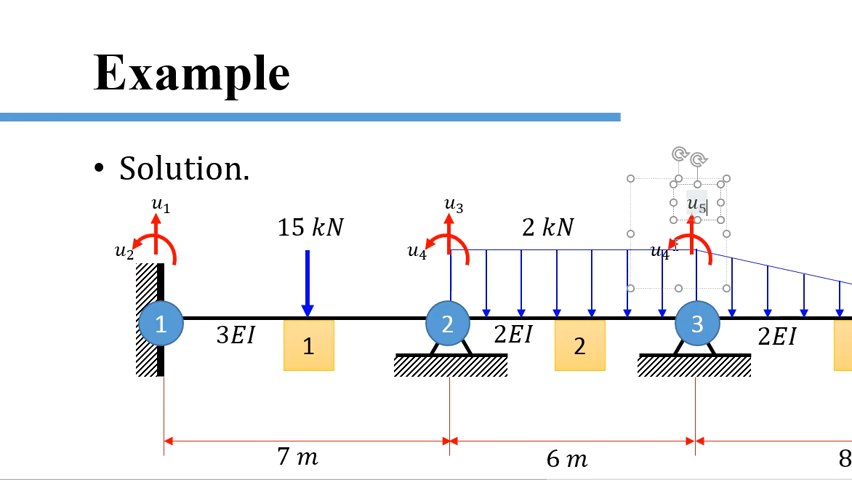 Example
• Solution.
u₁
u₃
u₅
u₂
15 kN
u₄
2 kN
u₄
1
2
3
3EI
1
2EI
2
2EI
7 m
6 m
8